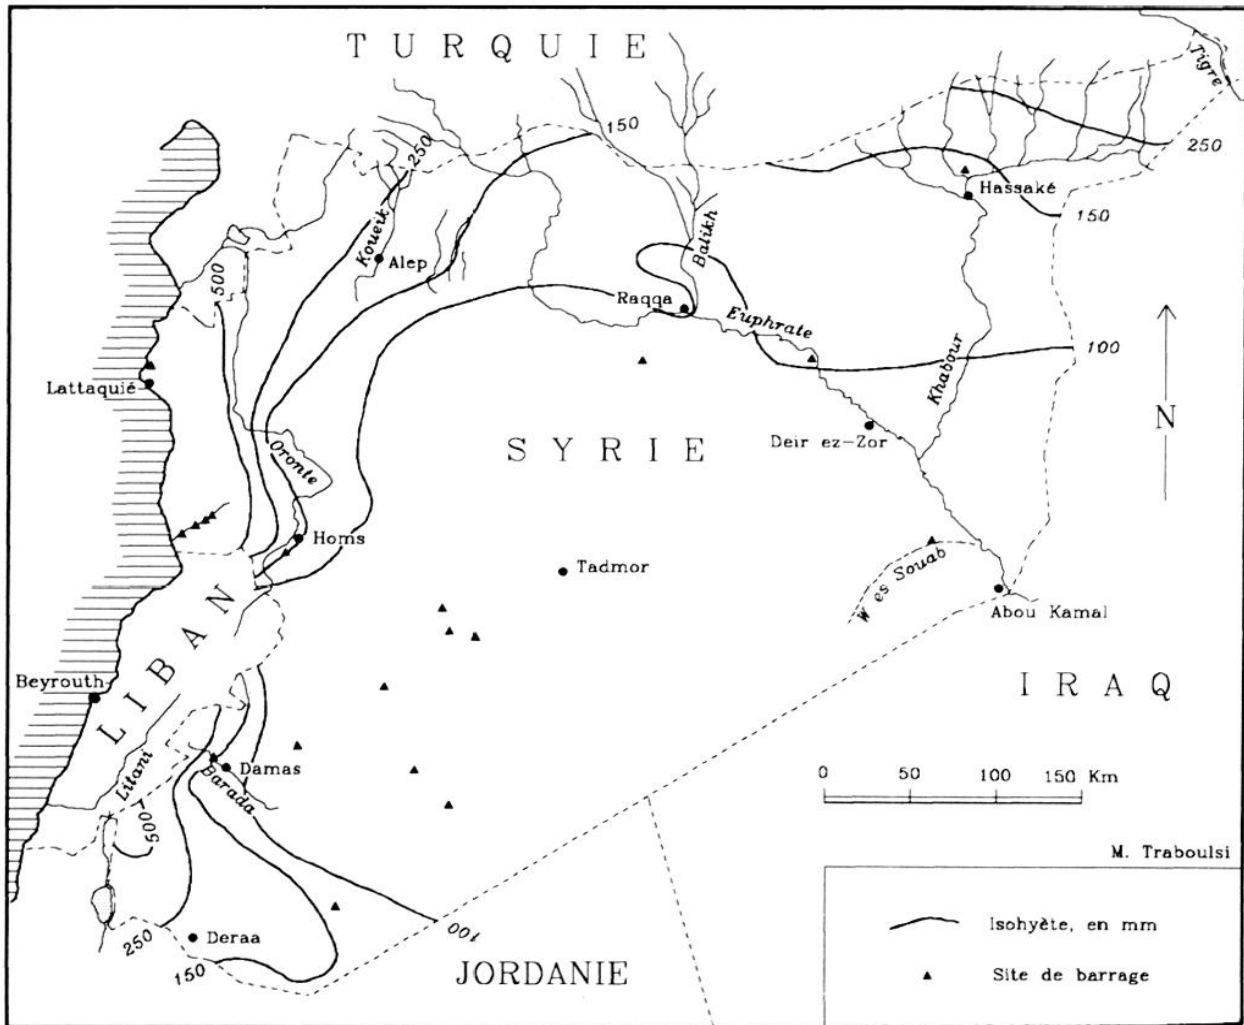 TURQUIE
Tigre
150
250
250
Hassaké
150
Koueik
Alep
Balikh
500
Raqqa
Euphrate
Khabour
100
Lattaquié
N
Deir ez-Zor
SYRIE
Oronte
Homs
Tadmor
W es Souab
Abou Kamal
LIBAN
Beyrouth
IRAQ
Damas
Barada
Litani
0 50 100 150 Km
500
M. Traboulsi
100
Deraa
250
150
JORDANIE
Isohyète, en mm
Site de barrage